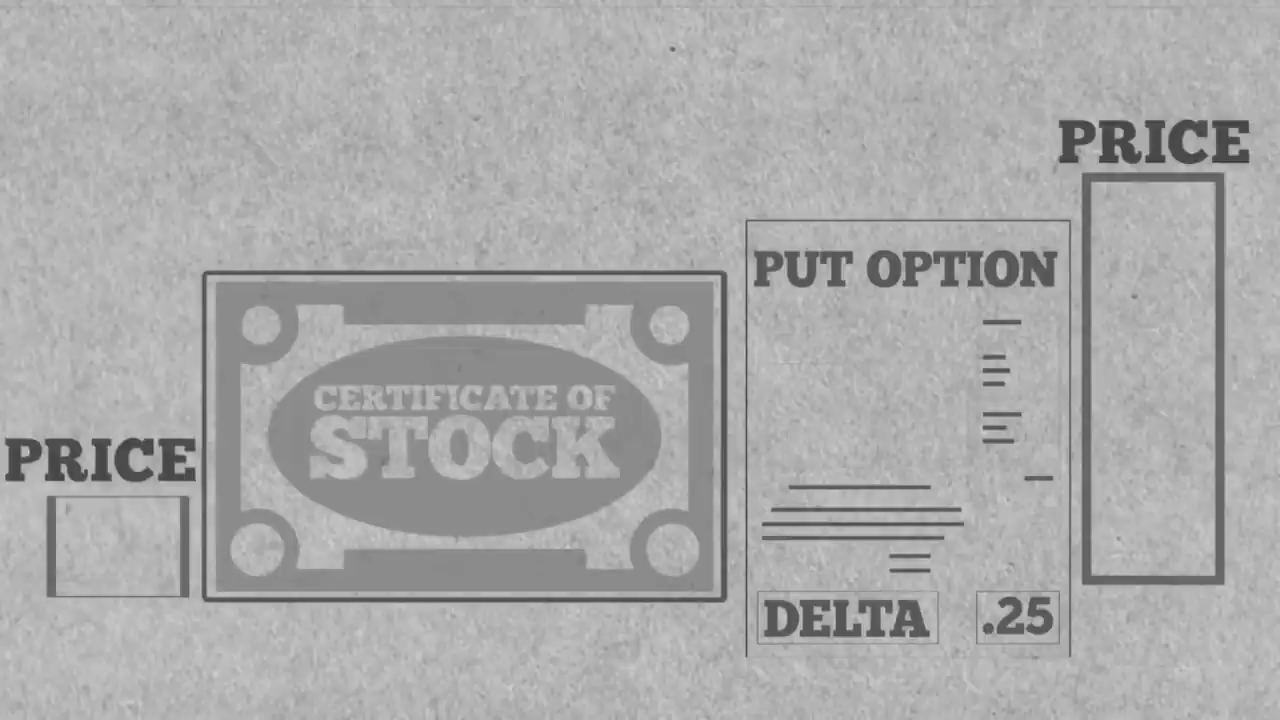 PRICE
PUT OPTION
CERTIFICATE OF
STOCK
PRICE
DELTA .25